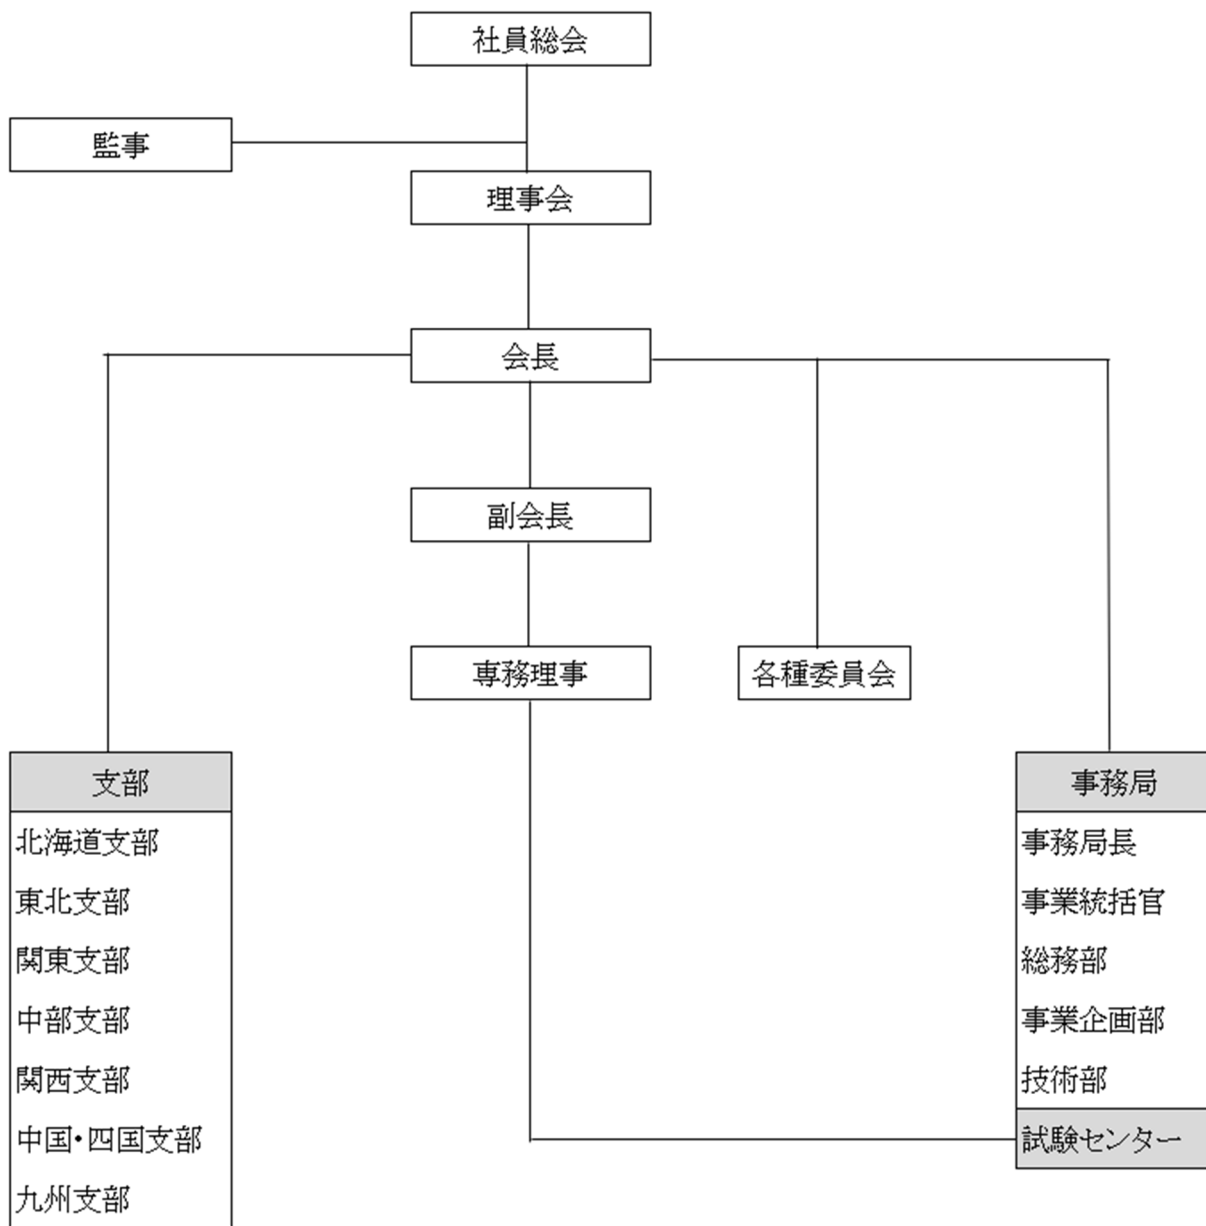 社員総会
監事
理事会
会長
副会長
専務理事
各種委員会
支部
北海道支部
東北支部
関東支部
中部支部
関西支部
中国・四国支部
九州支部
事務局
事務局長
事業統括官
総務部
事業企画部
技術部
試験センター